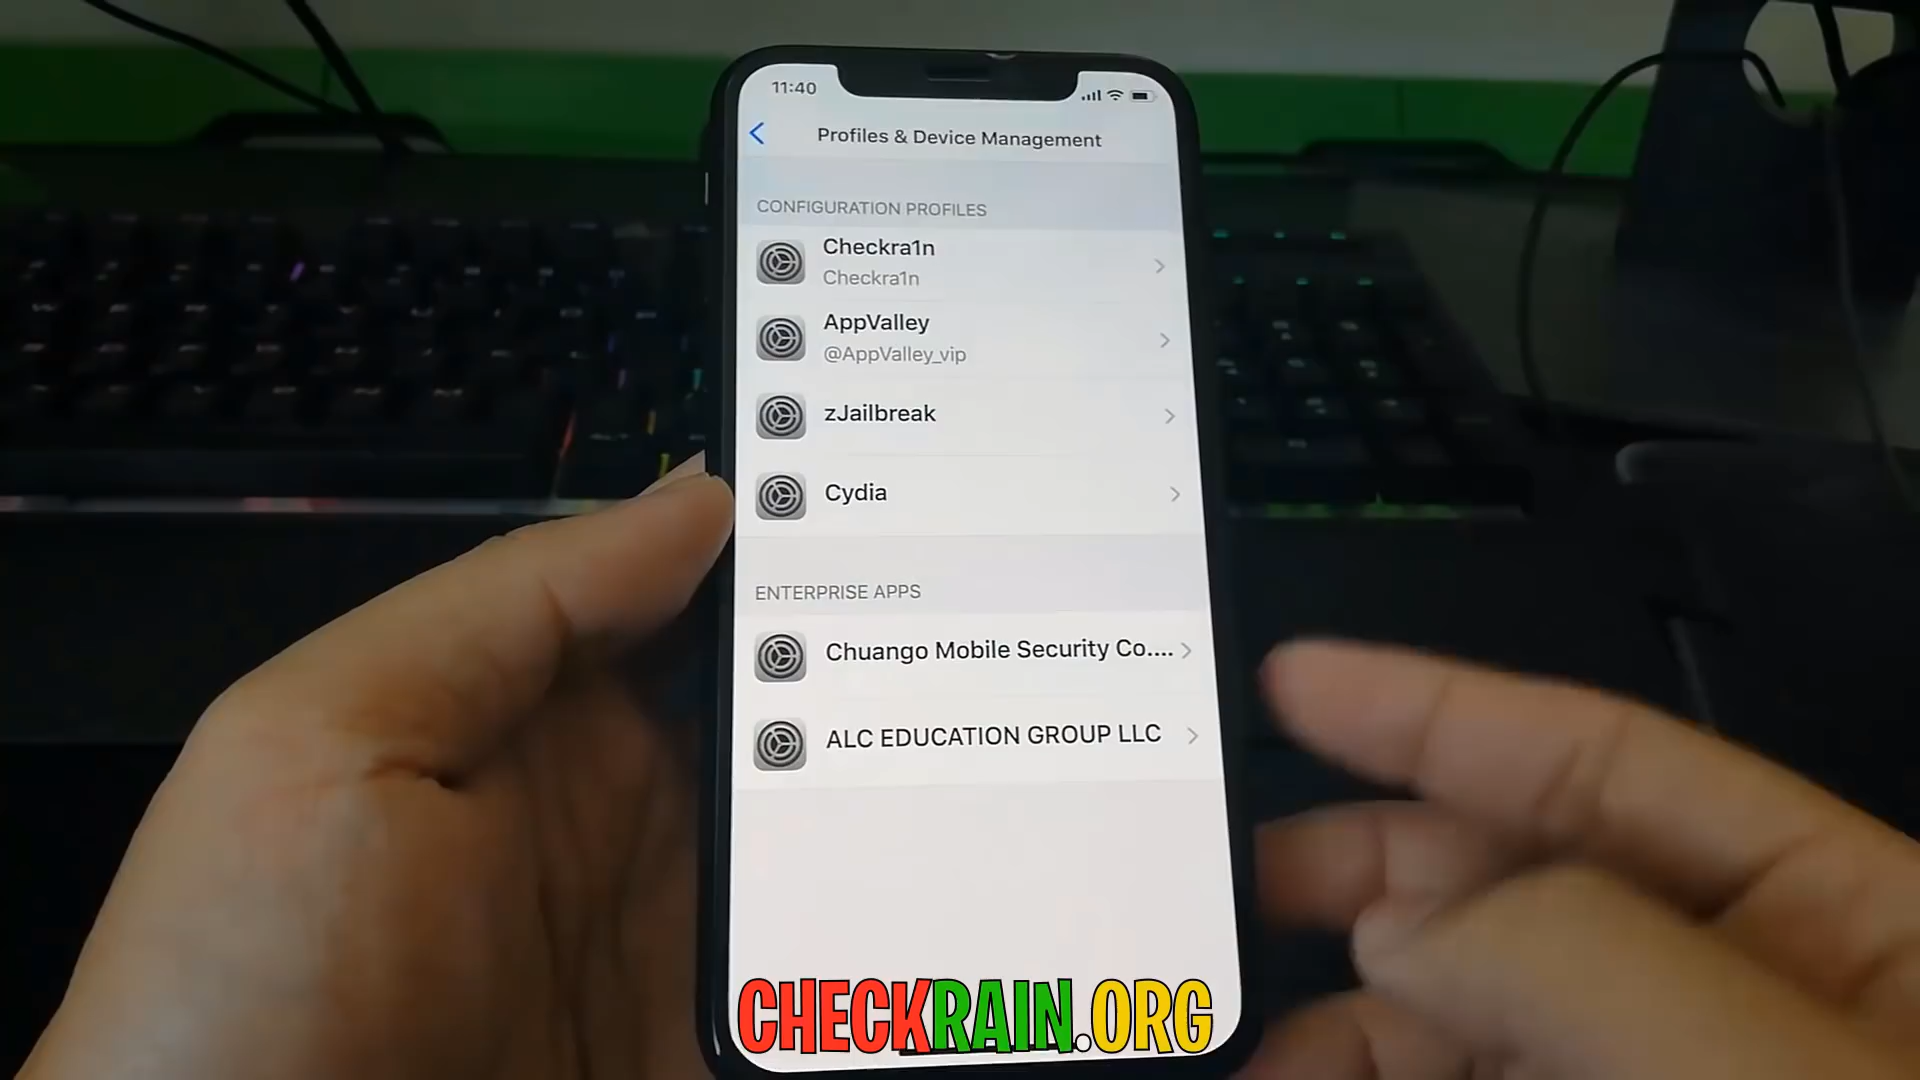 11:40
Profiles & Device Management
CONFIGURATION PROFILES
Checkra1n
Checkra1n
AppValley
@AppValley_vip
zJailbreak
Cydia
ENTERPRISE APPS
Chuango Mobile Security Co....
ALC EDUCATION GROUP LLC
CHECKRAIN.ORG